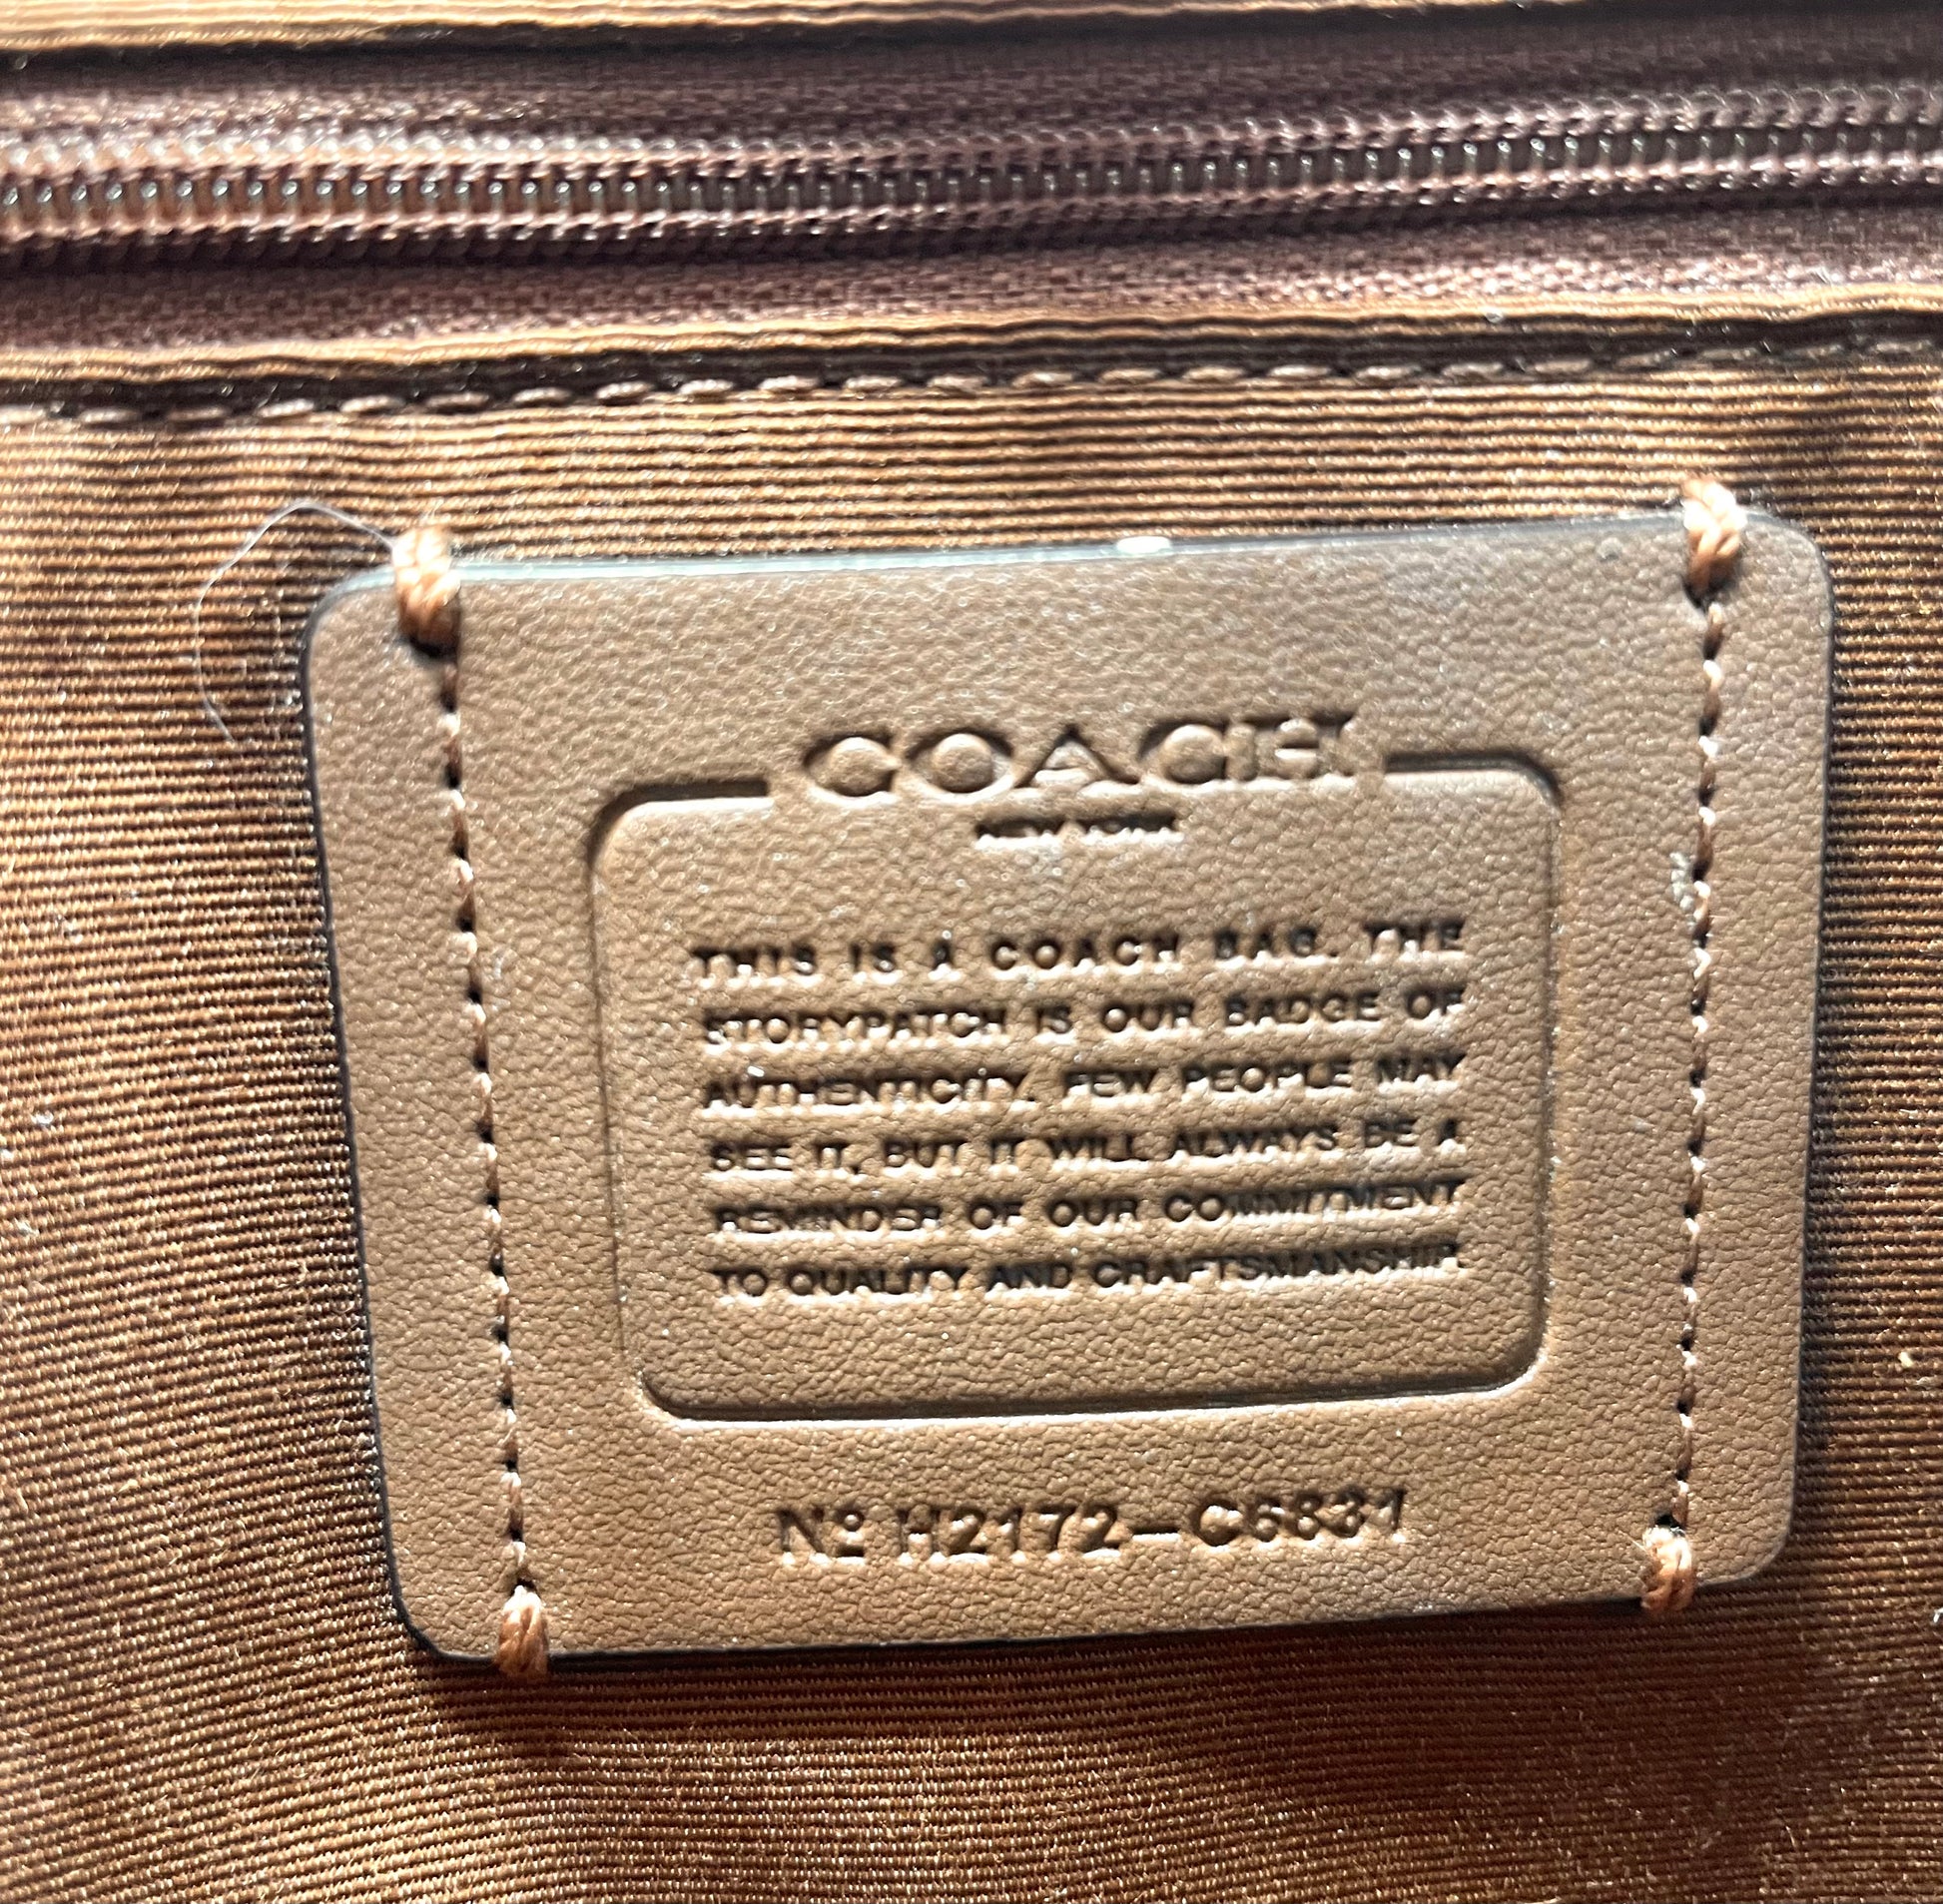 COACH
NEW YORK
THIS IS A COACH BAG. THE
STORYPATCH IS OUR BADGE OF
AUTHENTICITY. FEW PEOPLE MAY
SEE IT, BUT IT WILL ALWAYS BE A
REMINDER OF OUR COMMITMENT
TO QUALITY AND CRAFTSMANSHIP.
Nº H2172-C6831